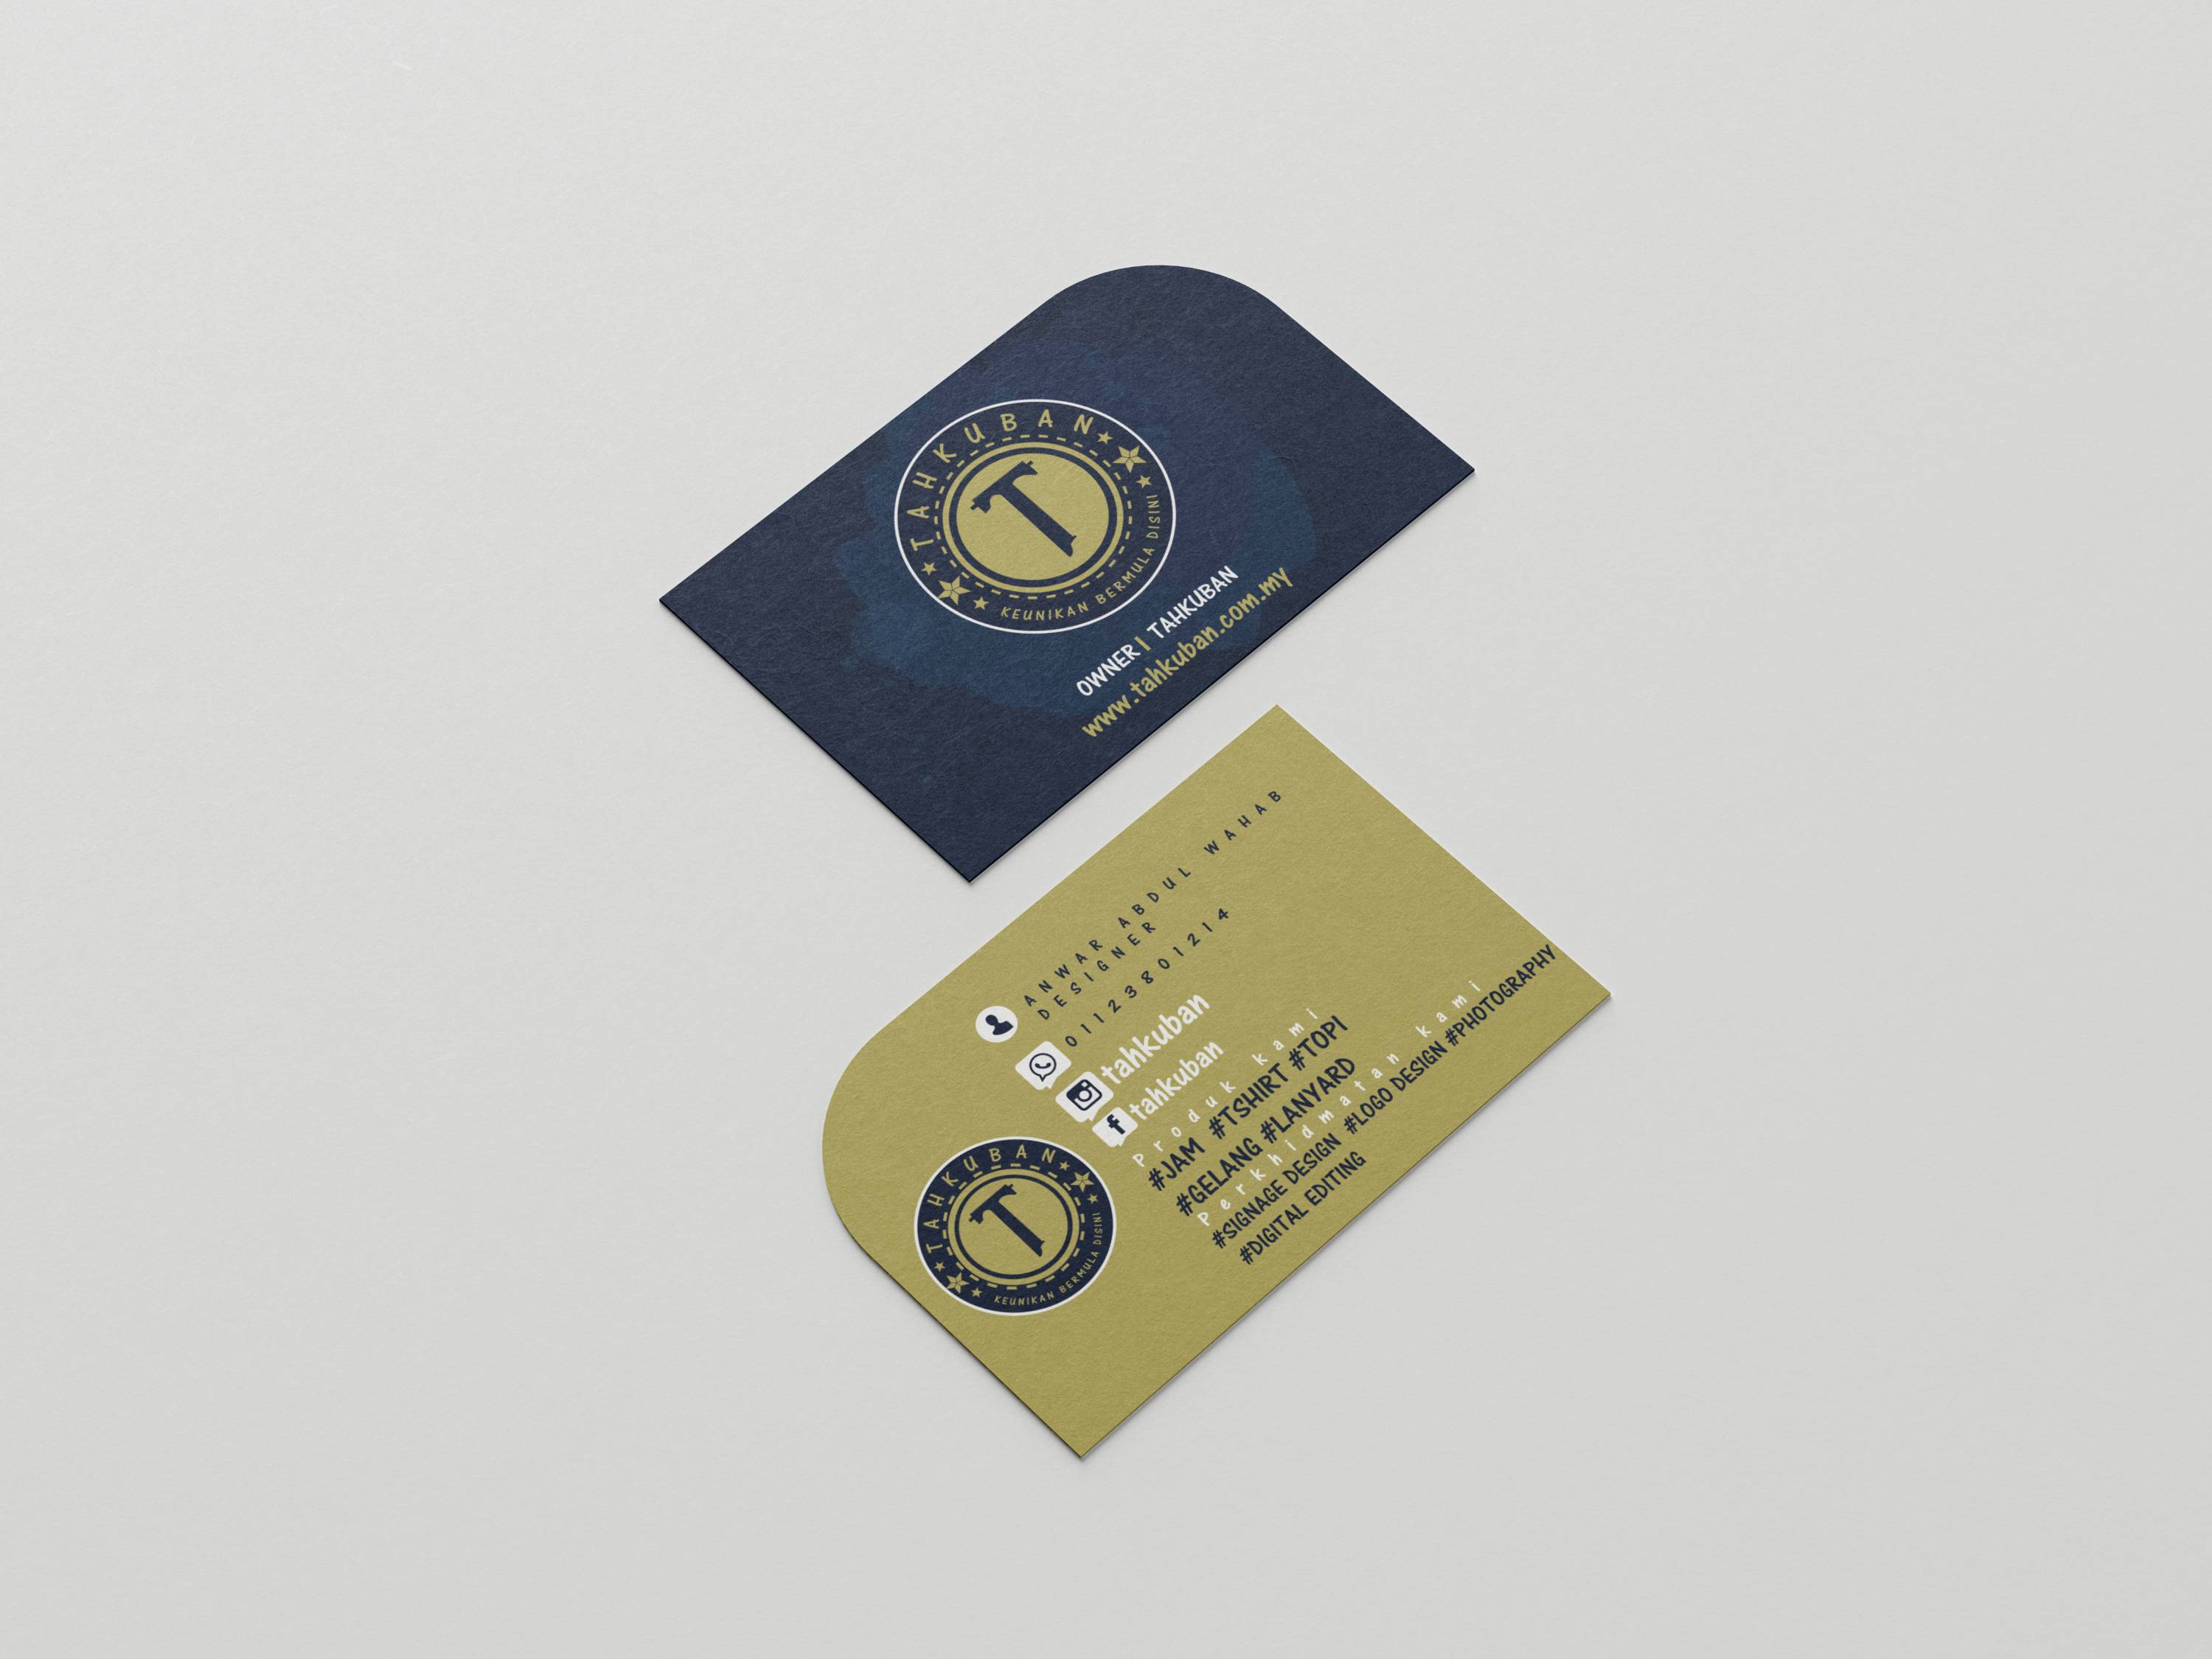 TAHKUBAN
T
KEUNIKAN BERMULA DISINI
OWNER | TAHKUBAN
www.tahkuban.com.my
ANWAR ABDUL WAHAB
DESIGNER
01123801214
tahkuban
tahkuban
Produk kami
#JAM #TSHIRT #TOPI
#GELANG #LANYARD
Perkhidmatan kami
#SIGNAGE DESIGN #LOGO DESIGN #PHOTOGRAPHY
#DIGITAL EDITING
TAHKUBAN
T
KEUNIKAN BERMULA DISINI